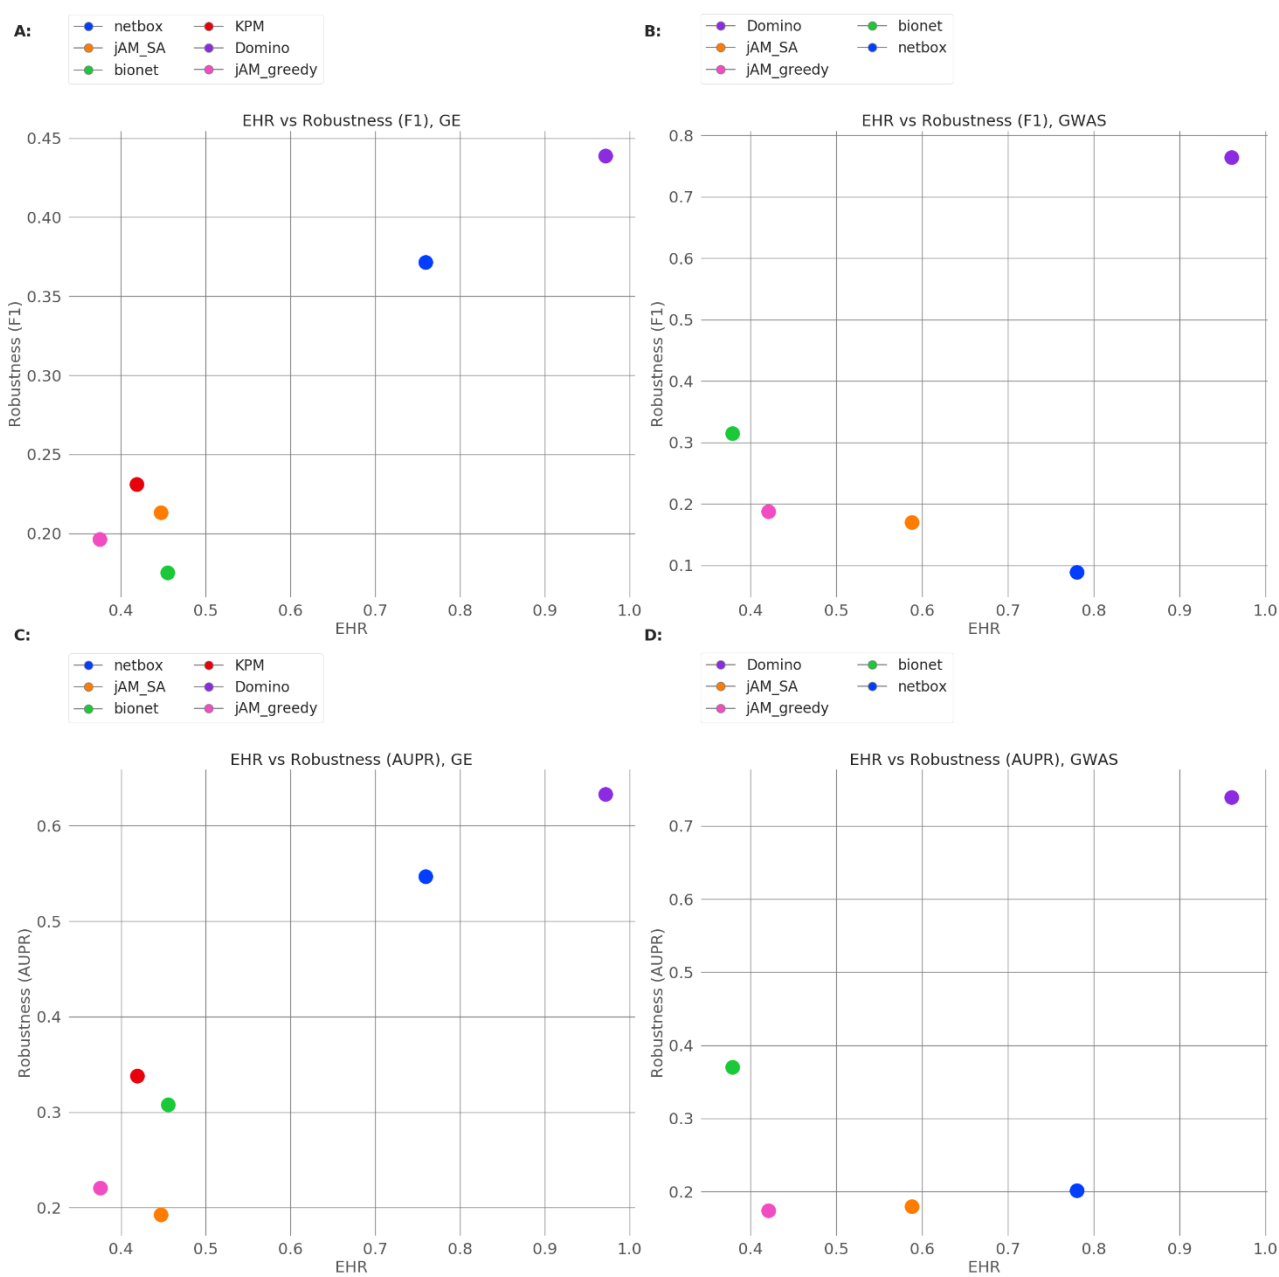 A:
netbox KPM
jAM_SA Domino
bionet jAM_greedy
EHR vs Robustness (F1), GE
Robustness (F1)
0.45
0.40
0.35
0.30
0.25
0.20
0.4 0.5 0.6 0.7 0.8 0.9 1.0
EHR
B:
Domino bionet
jAM_SA netbox
jAM_greedy
EHR vs Robustness (F1), GWAS
Robustness (F1)
0.8
0.7
0.6
0.5
0.4
0.3
0.2
0.1
0.4 0.5 0.6 0.7 0.8 0.9 1.0
EHR
C:
netbox KPM
jAM_SA Domino
bionet jAM_greedy
EHR vs Robustness (AUPR), GE
Robustness (AUPR)
0.6
0.5
0.4
0.3
0.2
0.4 0.5 0.6 0.7 0.8 0.9 1.0
EHR
D:
Domino bionet
jAM_SA netbox
jAM_greedy
EHR vs Robustness (AUPR), GWAS
Robustness (AUPR)
0.7
0.6
0.5
0.4
0.3
0.2
0.4 0.5 0.6 0.7 0.8 0.9 1.0
EHR